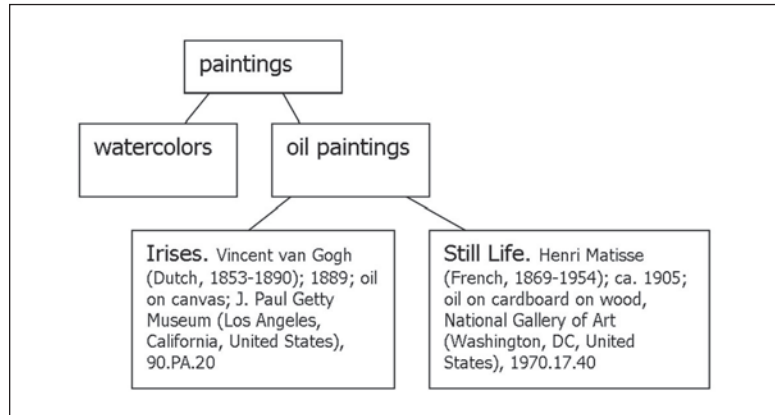 paintings
watercolors
oil paintings
Irises. Vincent van Gogh
(Dutch, 1853-1890); 1889; oil
on canvas; J. Paul Getty
Museum (Los Angeles,
California, United States),
90.PA.20
Still Life. Henri Matisse
(French, 1869-1954); ca. 1905;
oil on cardboard on wood,
National Gallery of Art
(Washington, DC, United
States), 1970.17.40